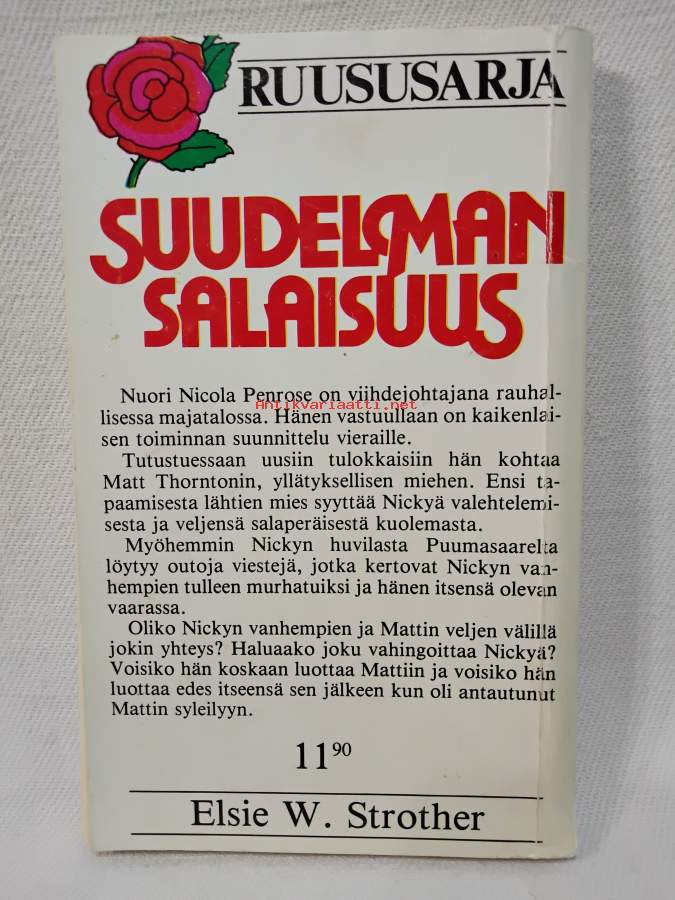 RUUSUSARJA
SUUDELMAN
SALAISUUS
Nuori Nicola Penrose on viihdejohtajana rauhal-
Antikvariaatti.net
lisessa majatalossa. Hänen vastuullaan on kaikenlai-
sen toiminnan suunnittelu vieraille.
Tutustuessaan uusiin tulokkaisiin hän kohtaa
Matt Thorntonin, yllätyksellisen miehen. Ensi ta-
paamisesta lähtien mies syyttää Nickyä valehtelemi-
sesta ja veljensä salaperäisestä kuolemasta.
Myöhemmin Nickyn huvilasta Puumasaarelta
löytyy outoja viestejä, jotka kertovat Nickyn van-
hempien tulleen murhatuiksi ja hänen itsensä olevan
vaarassa.
Oliko Nickyn vanhempien ja Mattin veljen välillä
jokin yhteys? Haluaako joku vahingoittaa Nickyä?
Voisiko hän koskaan luottaa Mattiin ja voisiko hän
luottaa edes itseensä sen jälkeen kun oli antautunut
Mattin syleilyyn.
11 90
Elsie W. Strother